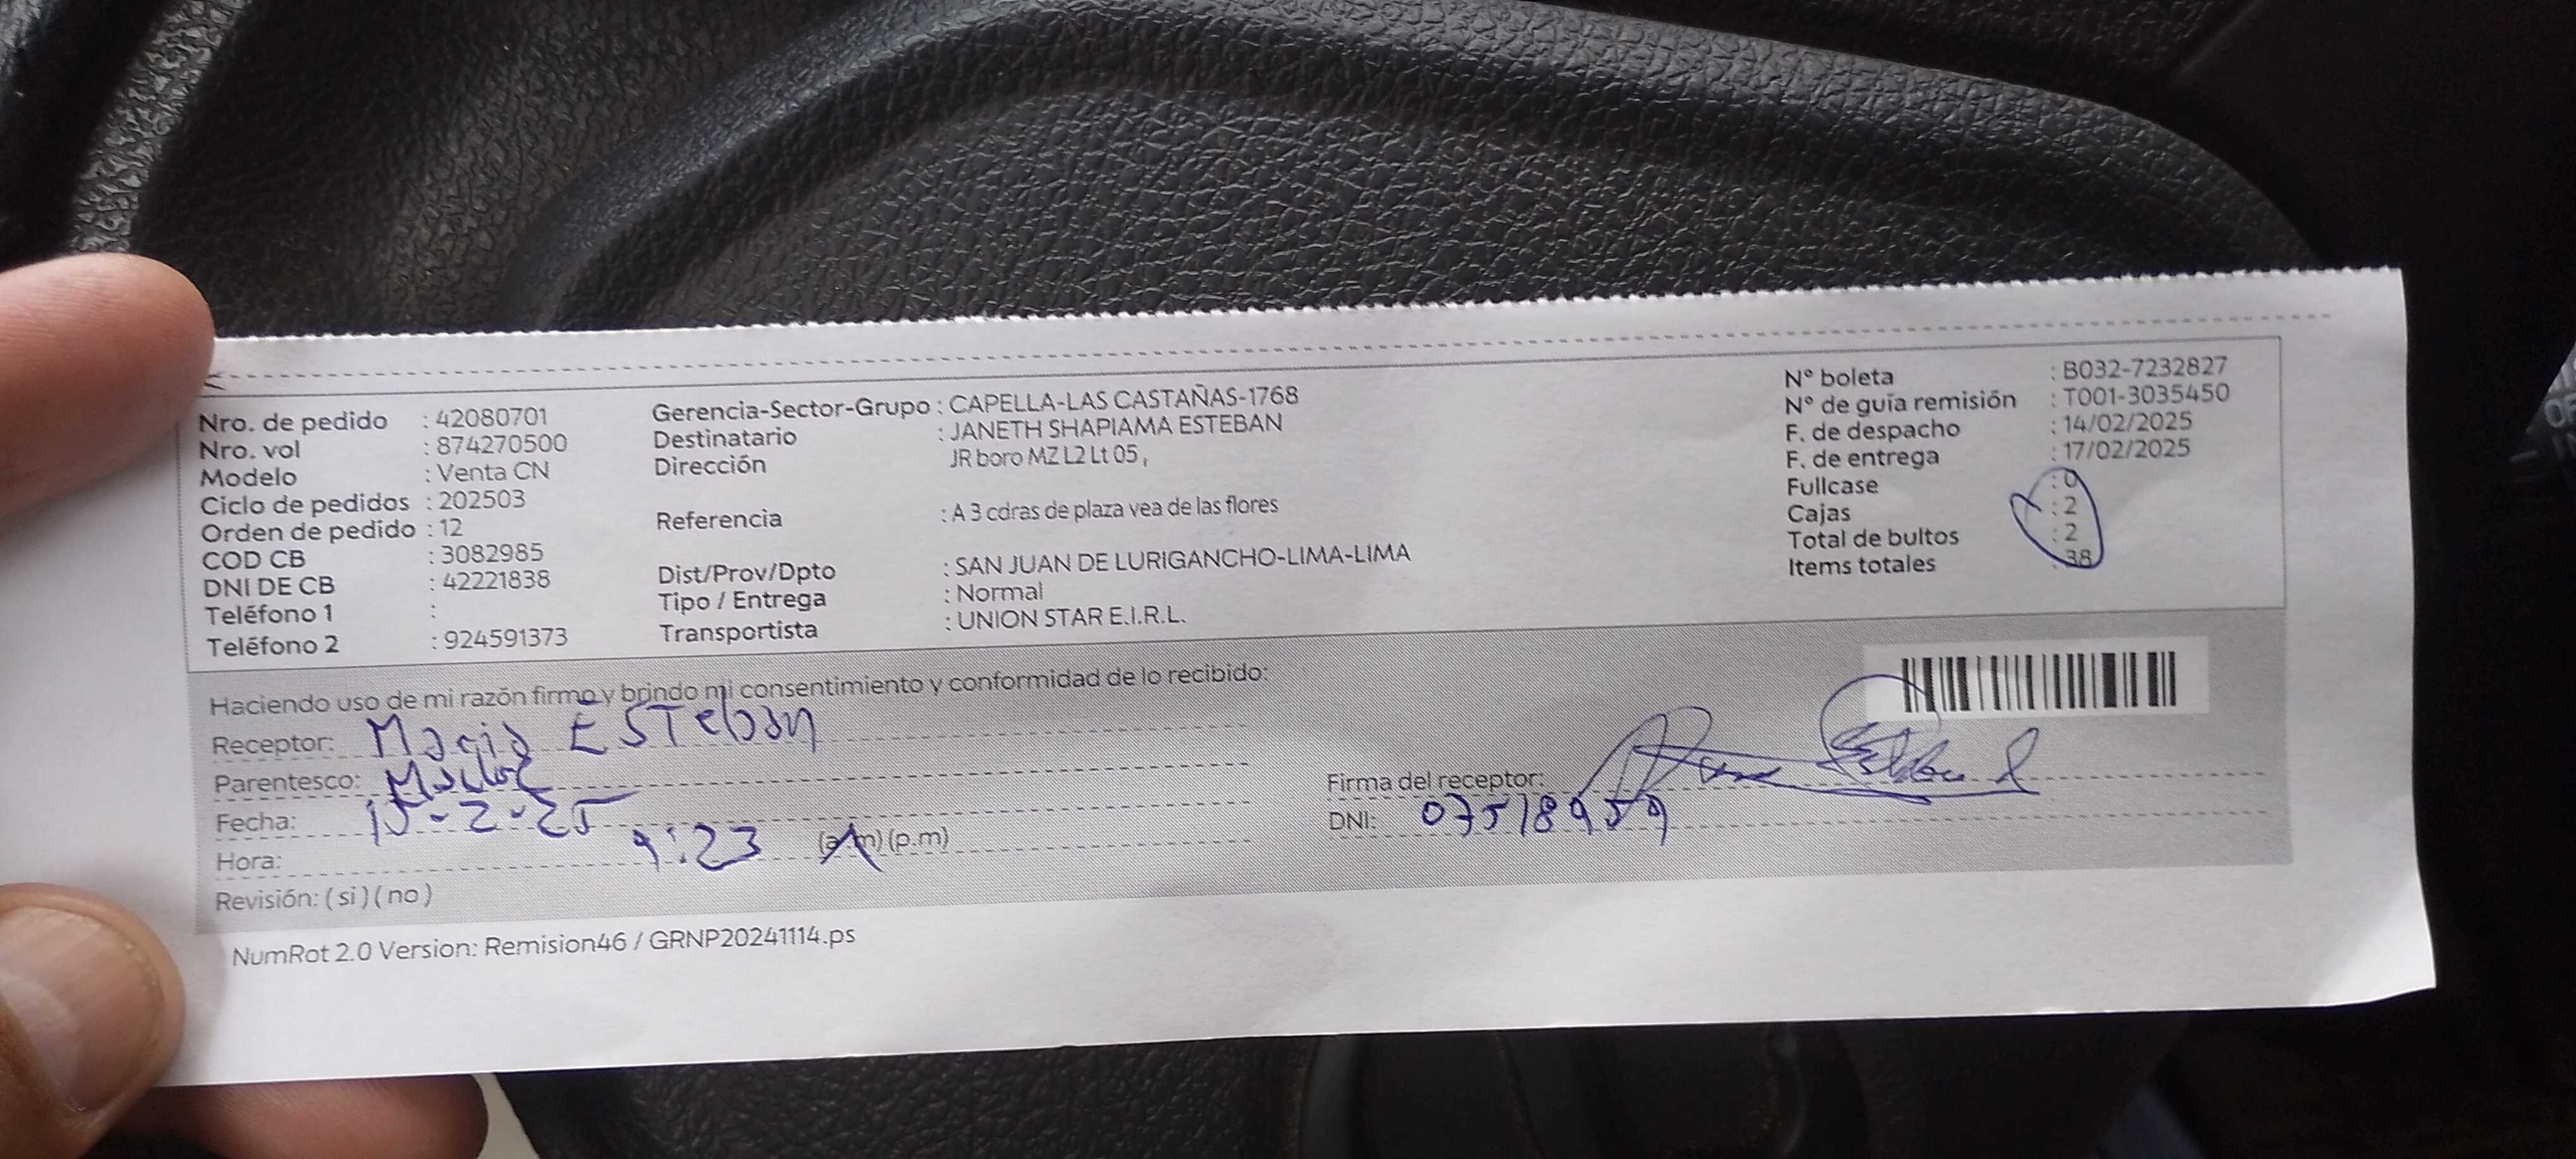 Nro. de pedido : 42080701
Nro. vol : 874270500
Modelo : Venta CN
Ciclo de pedidos : 202503
Orden de pedido : 12
COD CB : 3082985
DNI DE CB : 42221838
Teléfono 1 :
Teléfono 2 : 924591373
Gerencia-Sector-Grupo : CAPELLA-LAS CASTAÑAS-1768
Destinatario : JANETH SHAPIAMA ESTEBAN
Dirección JR boro MZ L2 Lt 05 ,
Referencia : A 3 cdras de plaza vea de las flores
Dist/Prov/Dpto : SAN JUAN DE LURIGANCHO-LIMA-LIMA
Tipo / Entrega : Normal
Transportista : UNION STAR E.I.R.L.
N° boleta : B032-7232827
N° de guía remisión : T001-3035450
F. de despacho : 14/02/2025
F. de entrega : 17/02/2025
Fullcase : 0
Cajas : 2
Total de bultos : 2
Items totales : 38
Haciendo uso de mi razón firmo y brindo mi consentimiento y conformidad de lo recibido:
Receptor: ESTeban
Parentesco:
Fecha: 15-2-25
Hora: 9:23 (a.m) (p.m)
Revisión: ( si ) ( no )
Firma del receptor:
DNI: 07518959
NumRot 2.0 Version: Remision46 / GRNP20241114.ps